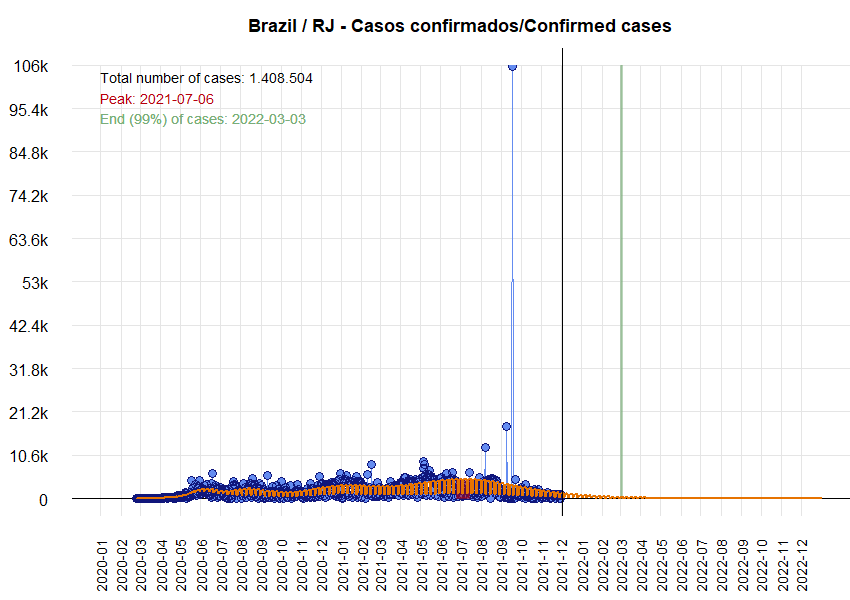 Brazil / RJ - Casos confirmados/Confirmed cases
106k
95.4k
84.8k
74.2k
63.6k
53k
42.4k
31.8k
21.2k
10.6k
0
Total number of cases: 1.408.504
Peak: 2021-07-06
End (99%) of cases: 2022-03-03
2020-01
2020-02
2020-03
2020-04
2020-05
2020-06
2020-07
2020-08
2020-09
2020-10
2020-11
2020-12
2021-01
2021-02
2021-03
2021-04
2021-05
2021-06
2021-07
2021-08
2021-09
2021-10
2021-11
2021-12
2022-01
2022-02
2022-03
2022-04
2022-05
2022-06
2022-07
2022-08
2022-09
2022-10
2022-11
2022-12